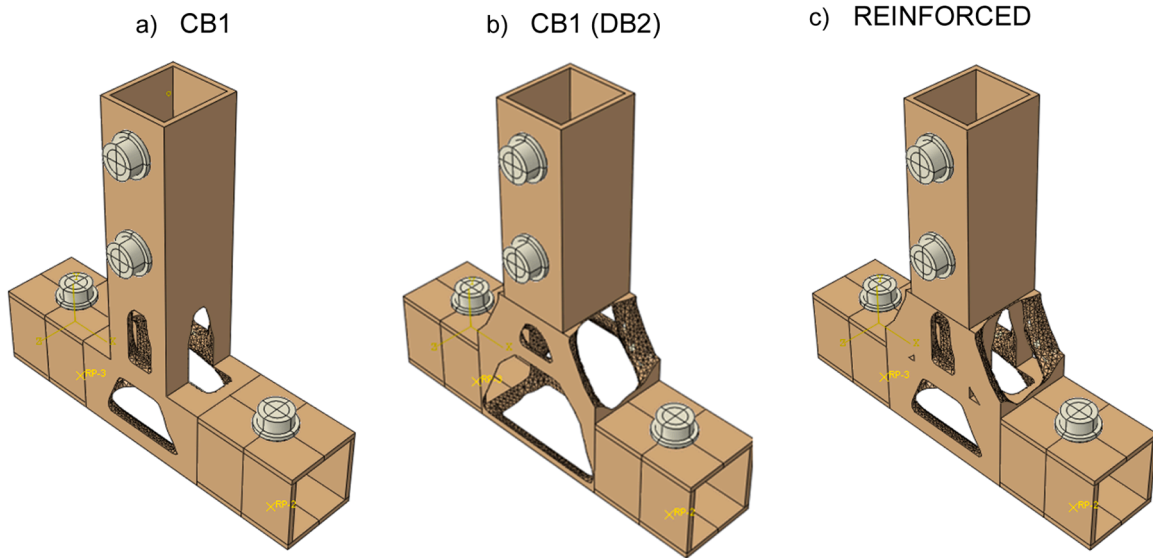 a) CB1
b) CB1 (DB2)
c) REINFORCED
RP-3
RP-2
RP-3
RP-2
RP-3
RP-2